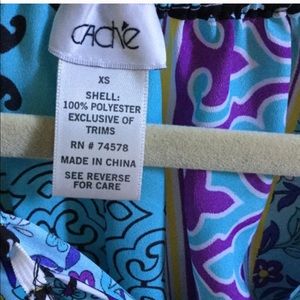 CACHE
XS
SHELL:
100% POLYESTER
EXCLUSIVE OF
TRIMS
RN # 74578
MADE IN CHINA
SEE REVERSE
FOR CARE